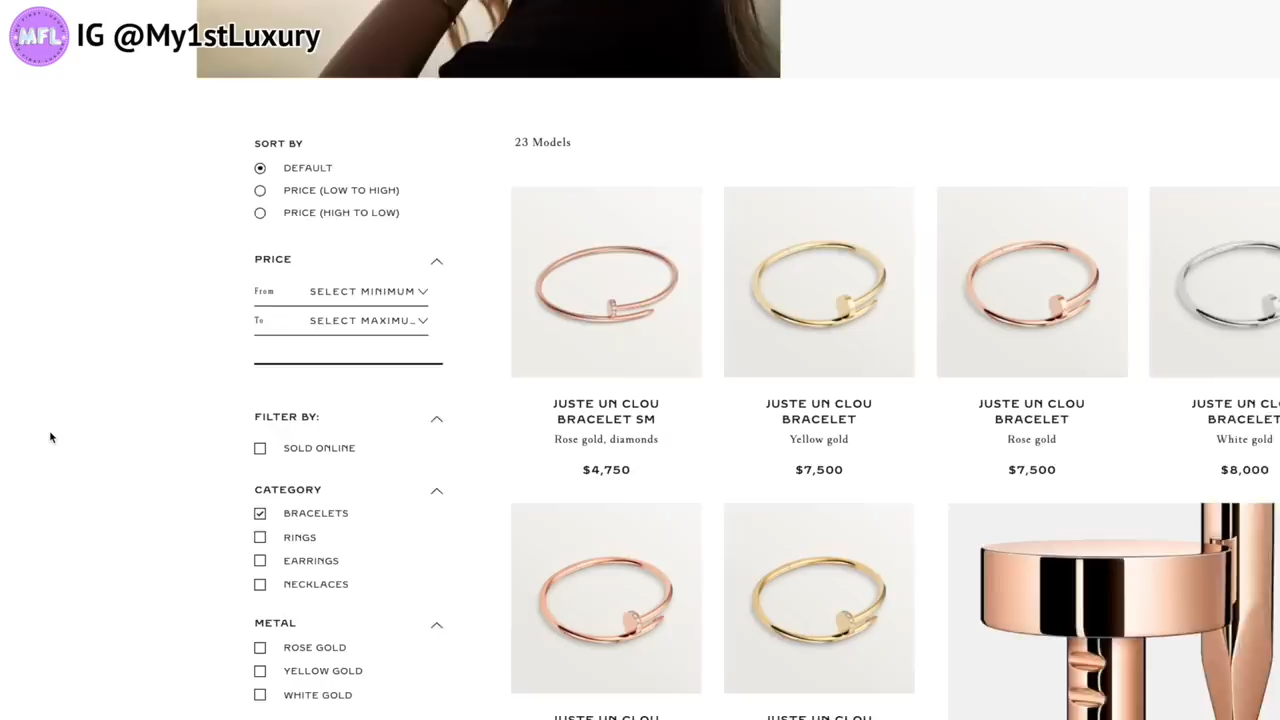 MFL
IG @My1stLuxury
SORT BY
DEFAULT
PRICE (LOW TO HIGH)
PRICE (HIGH TO LOW)
PRICE
From SELECT MINIMUM
To SELECT MAXIMU...
FILTER BY:
SOLD ONLINE
CATEGORY
BRACELETS
RINGS
EARRINGS
NECKLACES
METAL
ROSE GOLD
YELLOW GOLD
WHITE GOLD
23 Models
JUSTE UN CLOU
BRACELET SM
Rose gold, diamonds
$4,750
JUSTE UN CLOU
BRACELET
Yellow gold
$7,500
JUSTE UN CLOU
BRACELET
Rose gold
$7,500
JUSTE UN CLO
BRACELET
White gold
$8,000
JUSTE UN CLOU
JUSTE UN CLOU